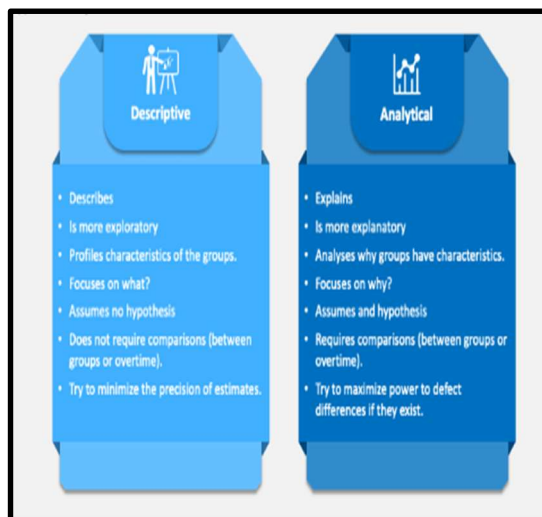 Descriptive
• Describes
• Is more exploratory
• Profiles characteristics of the groups.
• Focuses on what?
• Assumes no hypothesis
• Does not require comparisons (between
groups or overtime).
• Try to minimize the precision of estimates.
Analytical
• Explains
• Is more explanatory
• Analyses why groups have characteristics.
• Focuses on why?
• Assumes and hypothesis
• Requires comparisons (between groups or
overtime).
• Try to maximize power to defect
differences if they exist.